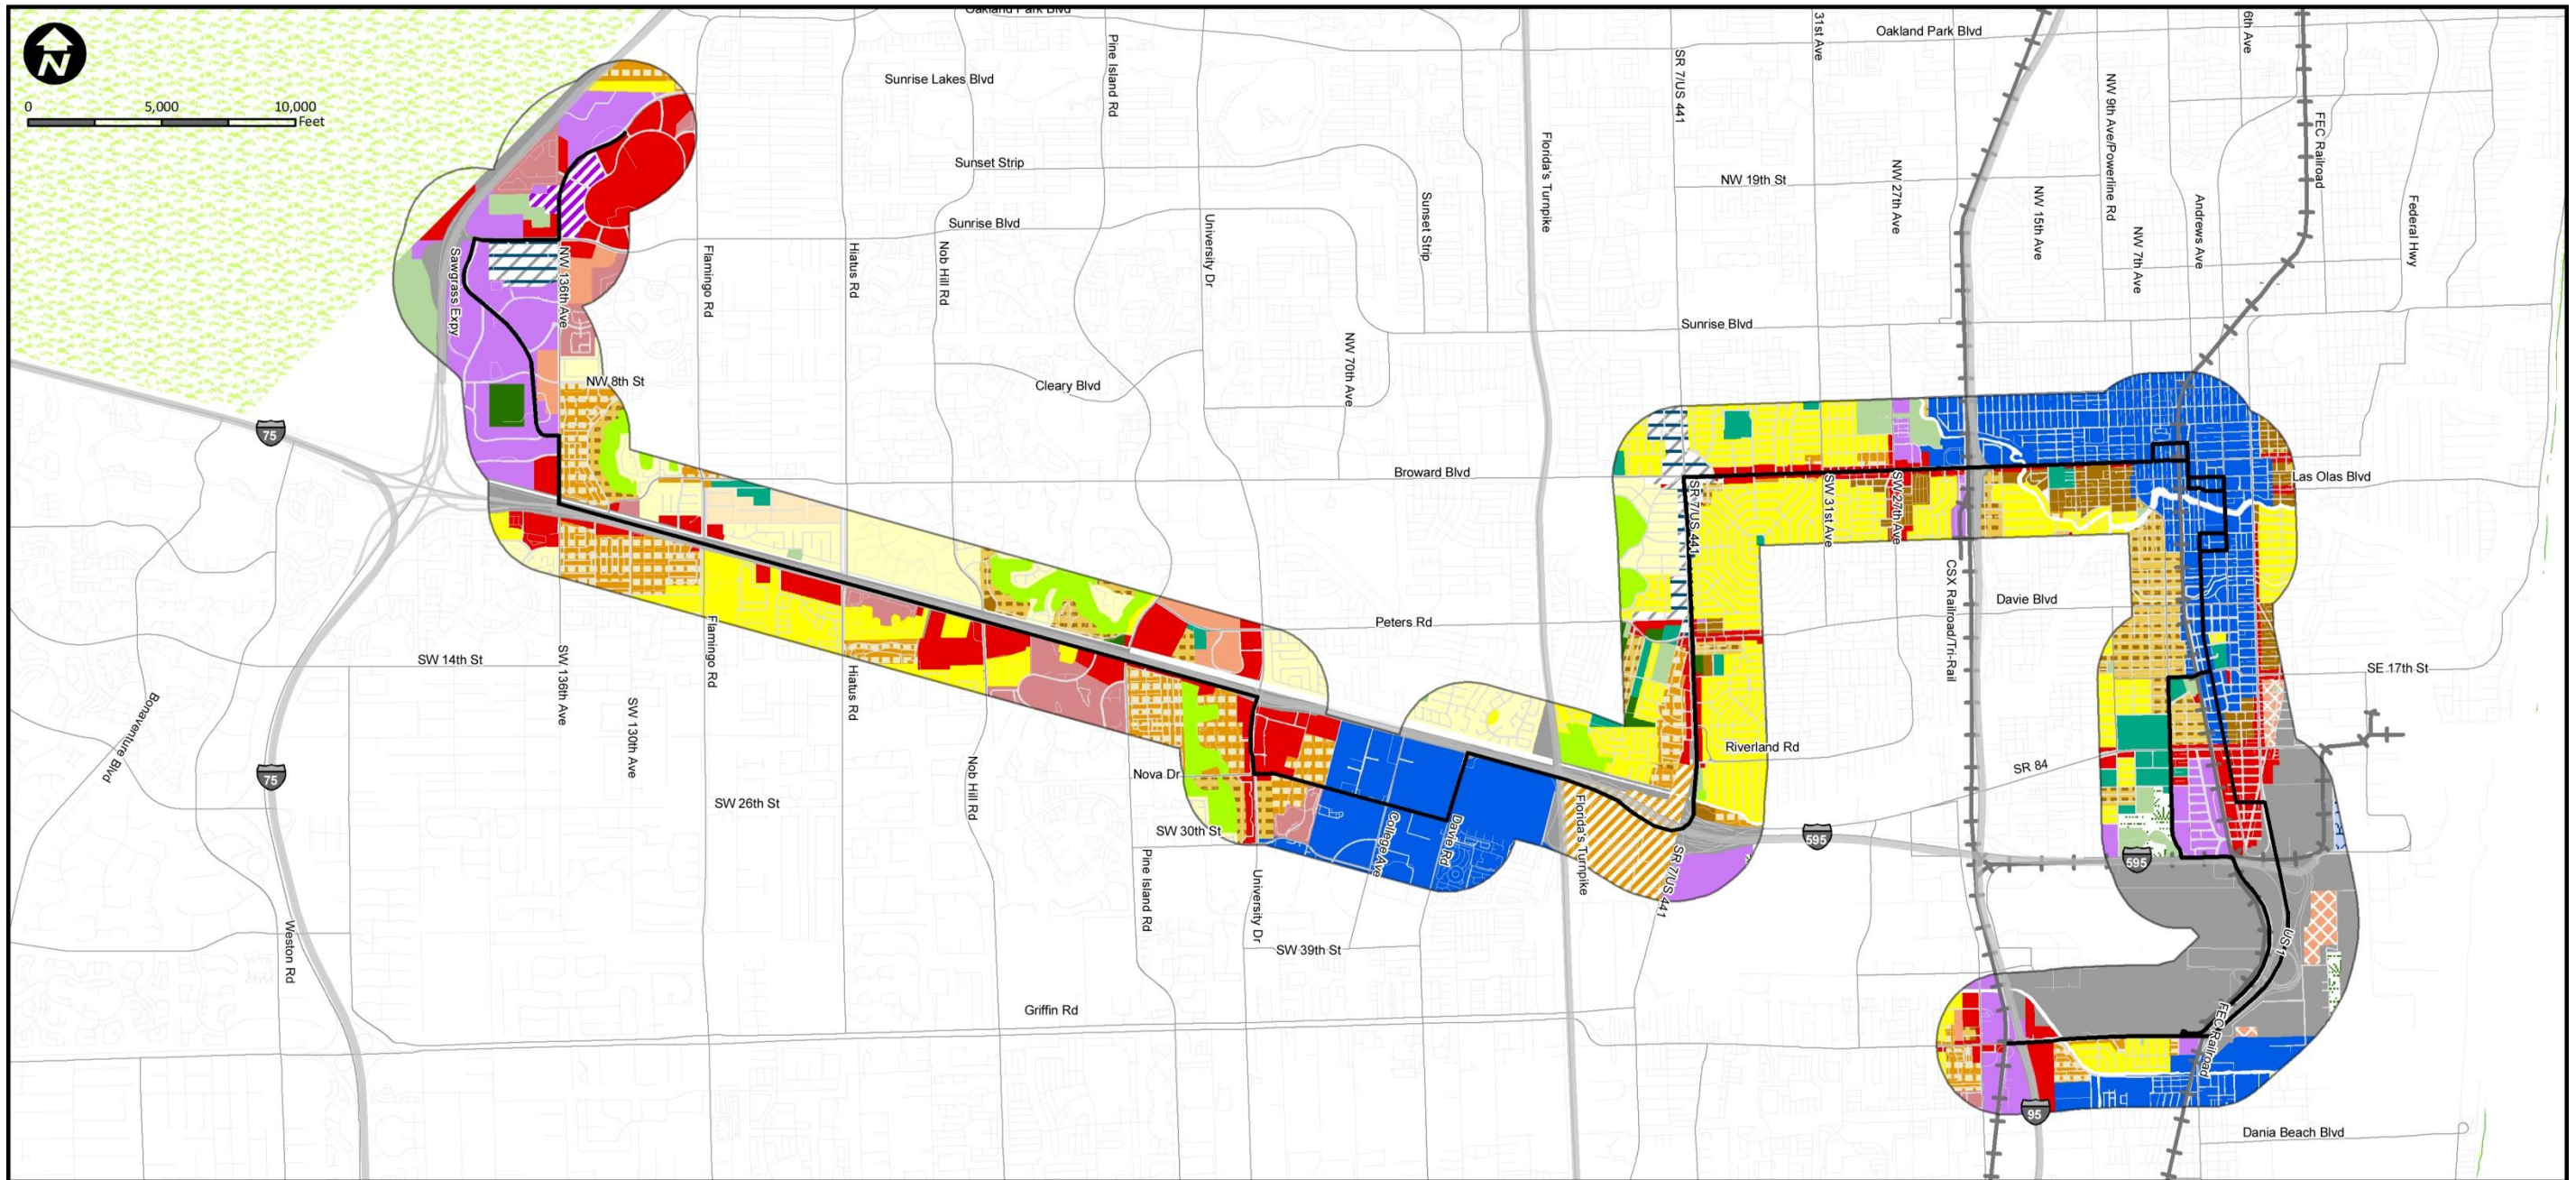 Oakland Park Blvd
N
0 5,000 10,000
Feet
31st Ave
6th Ave
Oakland Park Blvd
Pine Island Rd
SR 7/US 441
Sunrise Lakes Blvd
NW 9th Ave/Powerline Rd
FEC Railroad
Florida's Turnpike
Sunset Strip
NW 19th St
NW 27th Ave
NW 15th Ave
Andrews Ave
Federal Hwy
Sunset Strip
Sunrise Blvd
University Dr
NW 7th Ave
Sawgrass Expy
NW 136th Ave
Flamingo Rd
Hiatus Rd
Nob Hill Rd
Sunrise Blvd
NW 70th Ave
NW 8th St
Cleary Blvd
75
Broward Blvd
Las Olas Blvd
SR 7/US 441
SW 31st Ave
SW 27th Ave
CSX Railroad/Tri-Rail
Davie Blvd
Peters Rd
Flamingo Rd
SW 14th St
SW 136th Ave
Hiatus Rd
SE 17th St
Bonaventure Blvd
SW 130th Ave
Riverland Rd
75
Nob Hill Rd
Nova Dr
SR 84
SW 26th St
SW 30th St
College Ave
Davie Rd
Florida's Turnpike
595
595
Pine Island Rd
University Dr
SR 7/US 441
Weston Rd
SW 39th St
US 1
Griffin Rd
FEC Railroad
95
Dania Beach Blvd